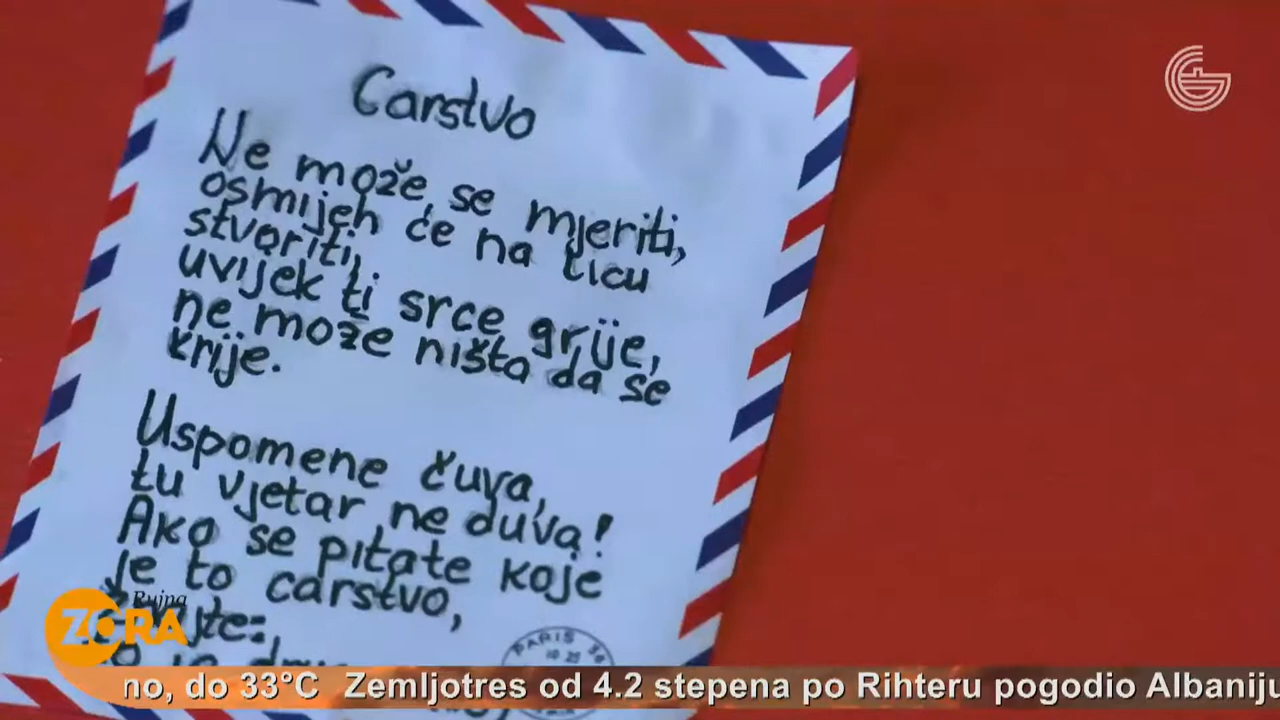 Carstvo
Ne može se mjeriti,
osmijeh će na licu
stvoriti,
uvijek ti srce grije,
ne može ništa da se
krije.
Uspomene čuva,
tu vjetar ne duva!
Ako se pitate koje
je to carstvo,
PARIS
Rujna
ZORA
no, do 33°C Zemljotres od 4.2 stepena po Rihteru pogodio Albaniju